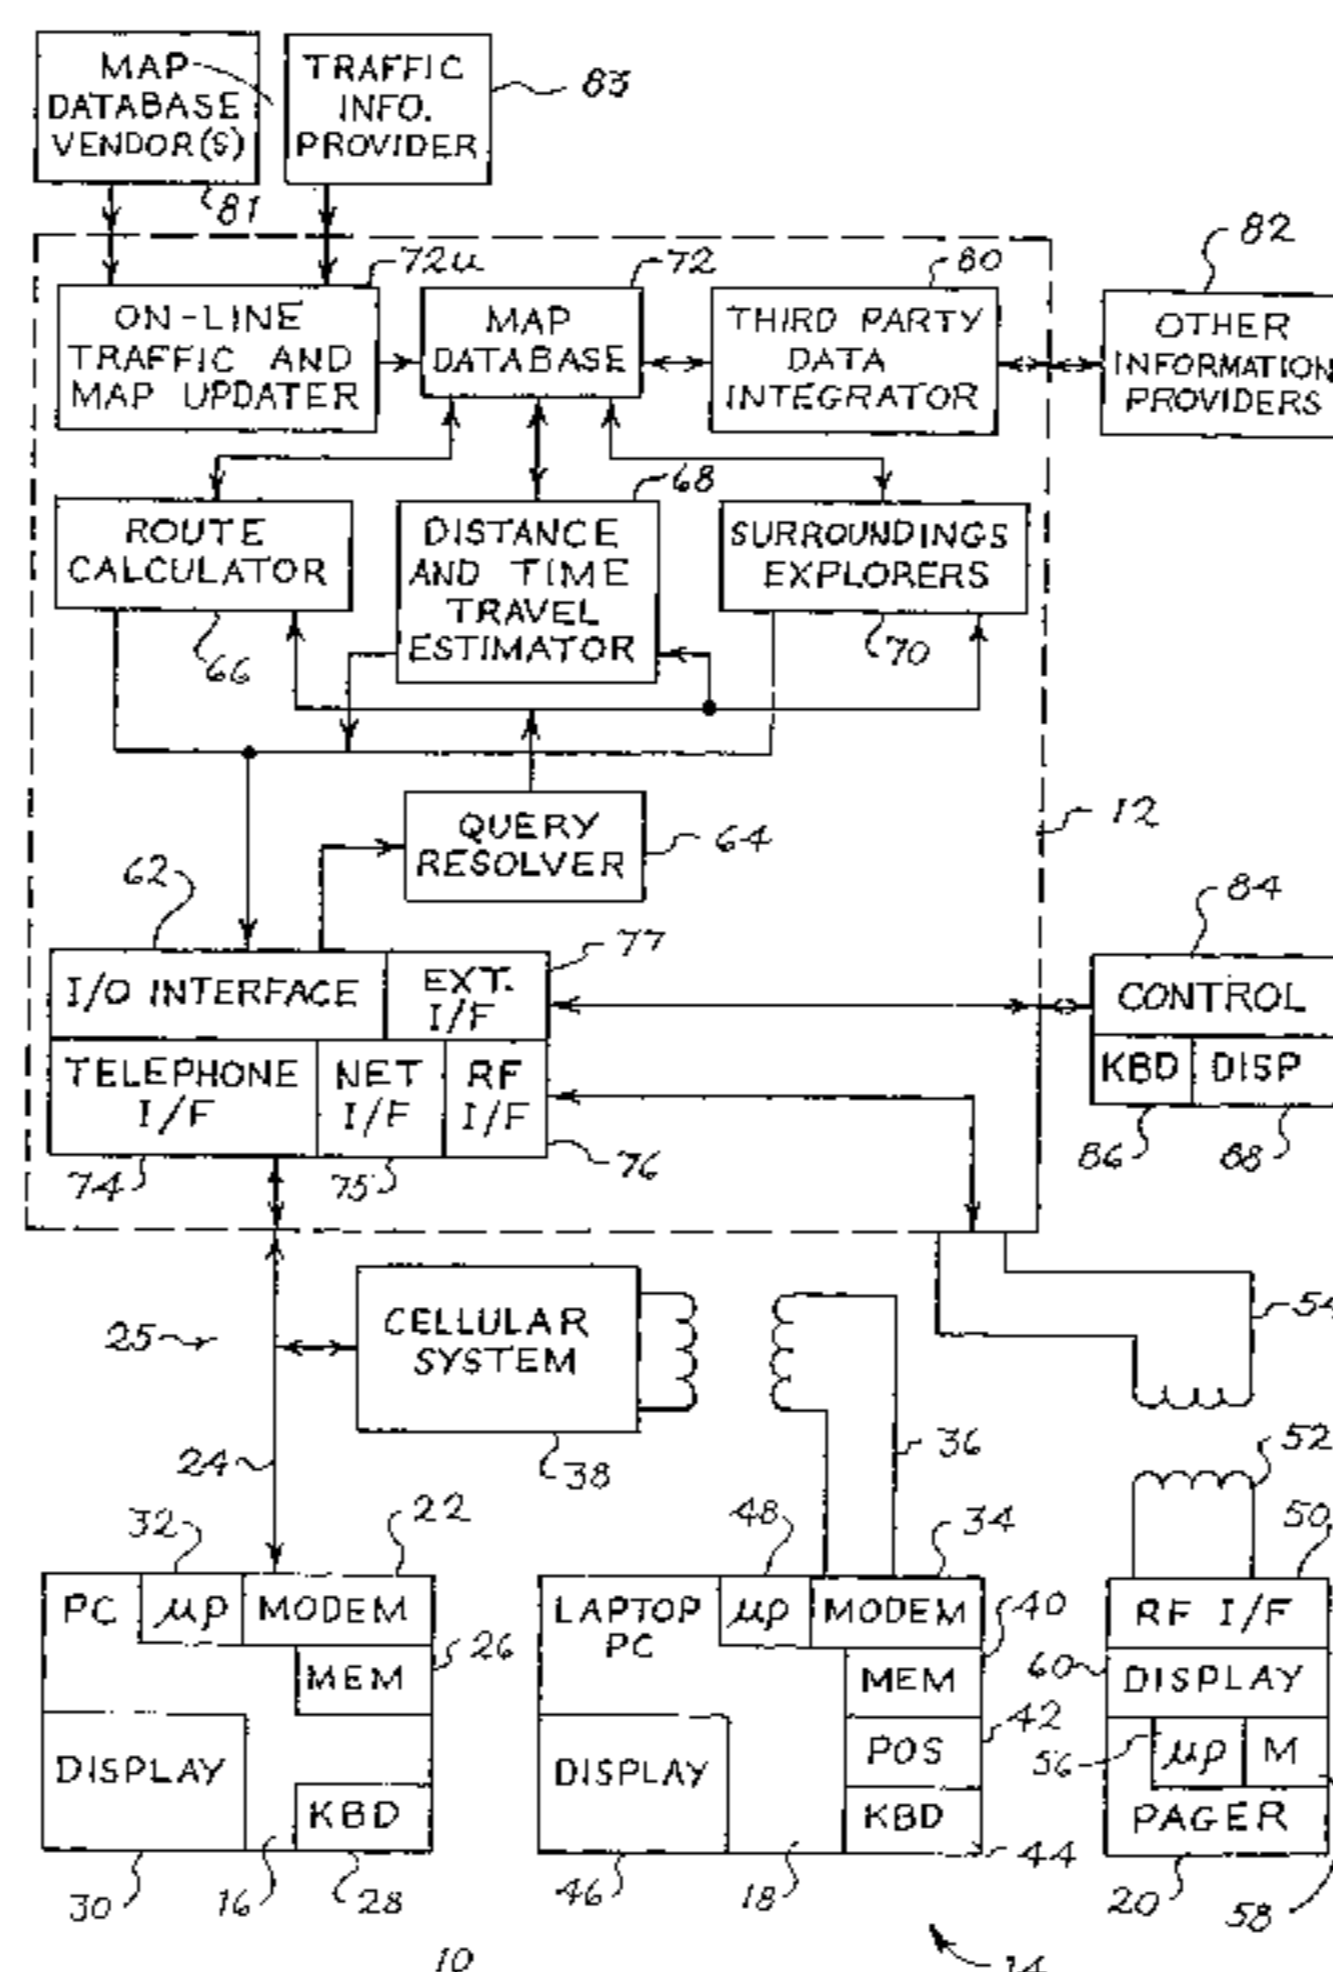 MAP
DATABASE
VENDOR(S)
81
TRAFFIC
INFO.
PROVIDER
83
72u
ON-LINE
TRAFFIC AND
MAP UPDATER
72
MAP
DATABASE
80
THIRD PARTY
DATA
INTEGRATOR
82
OTHER
INFORMATION
PROVIDERS
ROUTE
CALCULATOR
66
68
DISTANCE
AND TIME
TRAVEL
ESTIMATOR
SURROUNDINGS
EXPLORERS
70
12
QUERY
RESOLVER
64
62
I/O INTERFACE
77
EXT.
I/F
84
CONTROL
KBD
DISP
86
88
TELEPHONE
I/F
NET
I/F
RF
I/F
74
75
76
25
CELLULAR
SYSTEM
38
24
36
54
52
32
22
PC
μp
MODEM
26
MEM
DISPLAY
KBD
30
16
28
48
34
LAPTOP
PC
μp
MODEM
40
MEM
42
POS
DISPLAY
KBD
44
46
18
50
RF I/F
60
DISPLAY
56
μp
M
PAGER
20
58
10
14